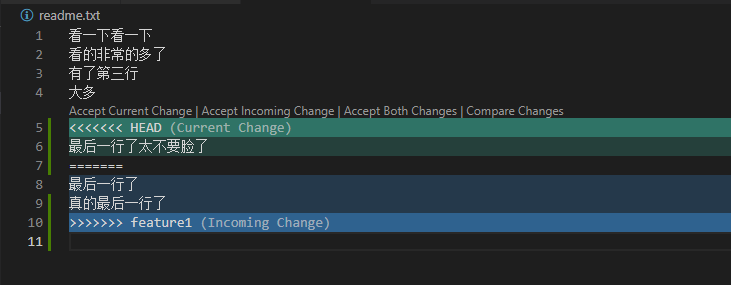 readme.txt
1 看一下看一下
2 看的非常的多了
3 有了第三行
4 大多
Accept Current Change | Accept Incoming Change | Accept Both Changes | Compare Changes
5 <<<<<<< HEAD (Current Change)
6 最后一行了太不要脸了
7 =======
8 最后一行了
9 真的最后一行了
10 >>>>>>> feature1 (Incoming Change)
11